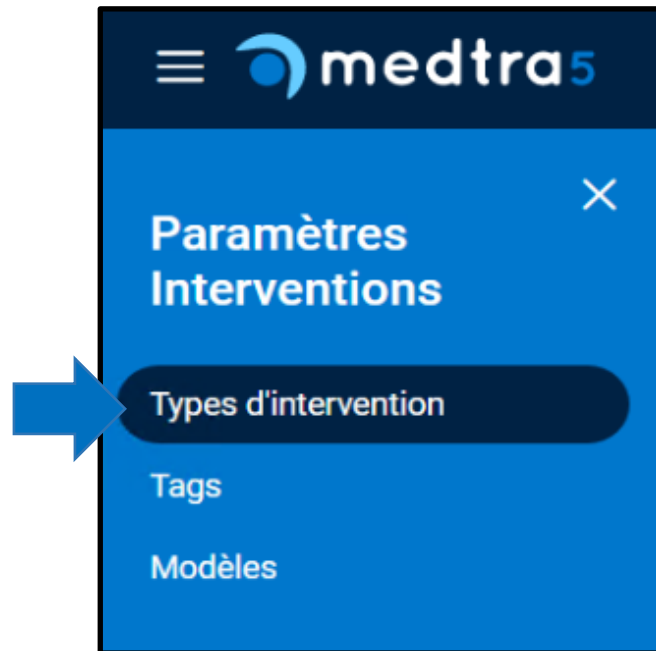 medtra5
Paramètres
Interventions
Types d'intervention
Tags
Modèles